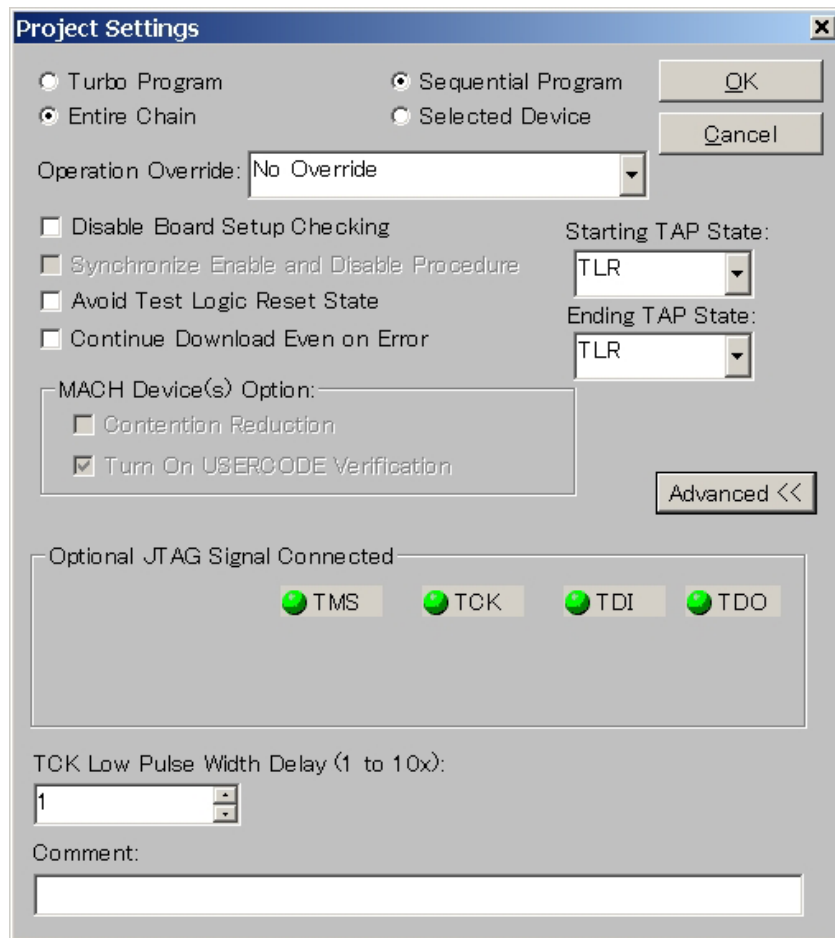 Project Settings
Turbo Program
Sequential Program
OK
Entire Chain
Selected Device
Cancel
Operation Override: No Override
Disable Board Setup Checking
Starting TAP State:
Synchronize Enable and Disable Procedure
TLR
Avoid Test Logic Reset State
Ending TAP State:
Continue Download Even on Error
TLR
MACH Device(s) Option:
Contention Reduction
Turn On USERCODE Verification
Advanced <<
Optional JTAG Signal Connected
TMS TCK TDI TDO
TCK Low Pulse Width Delay (1 to 10x):
1
Comment: